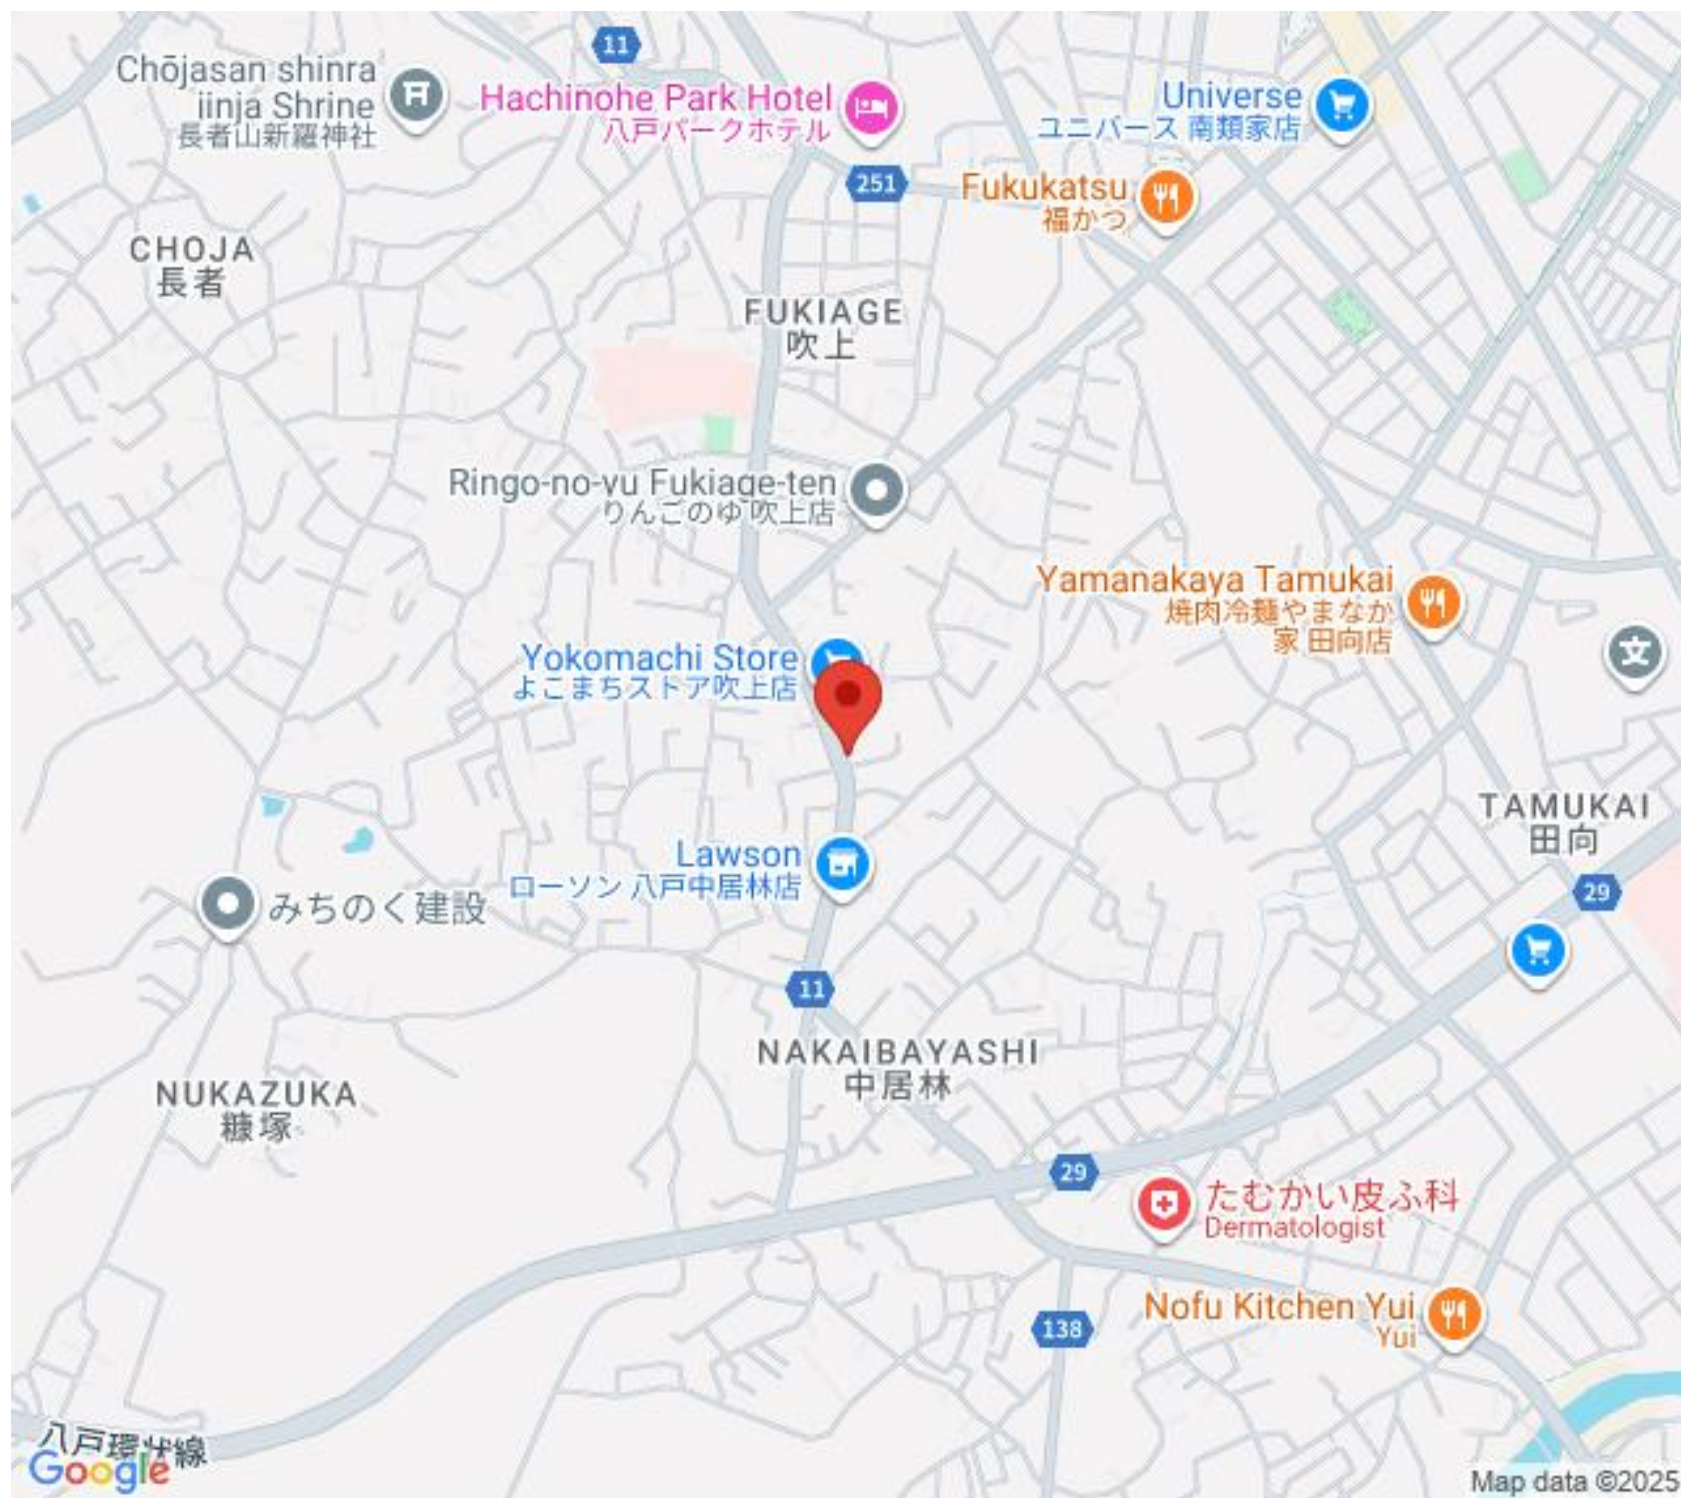 11
Chōjasan shinra
iinja Shrine
長者山新羅神社
Hachinohe Park Hotel
八戸パークホテル
Universe
ユニバース 南類家店
251
Fukukatsu
福かつ
CHOJA
長者
FUKIAGE
吹上
Ringo-no-yu Fukiage-ten
りんごのゆ 吹上店
Yamanakaya Tamukai
焼肉冷麺やまなか
家 田向店
文
Yokomachi Store
よこまちストア吹上店
TAMUKAI
田向
Lawson
ローソン 八戸中居林店
29
みちのく建設
11
NAKAIBAYASHI
中居林
NUKAZUKA
糠塚
29
たむかい皮ふ科
Dermatologist
Nofu Kitchen Yui
Yui
138
八戸環状線
Google
Map data ©2025